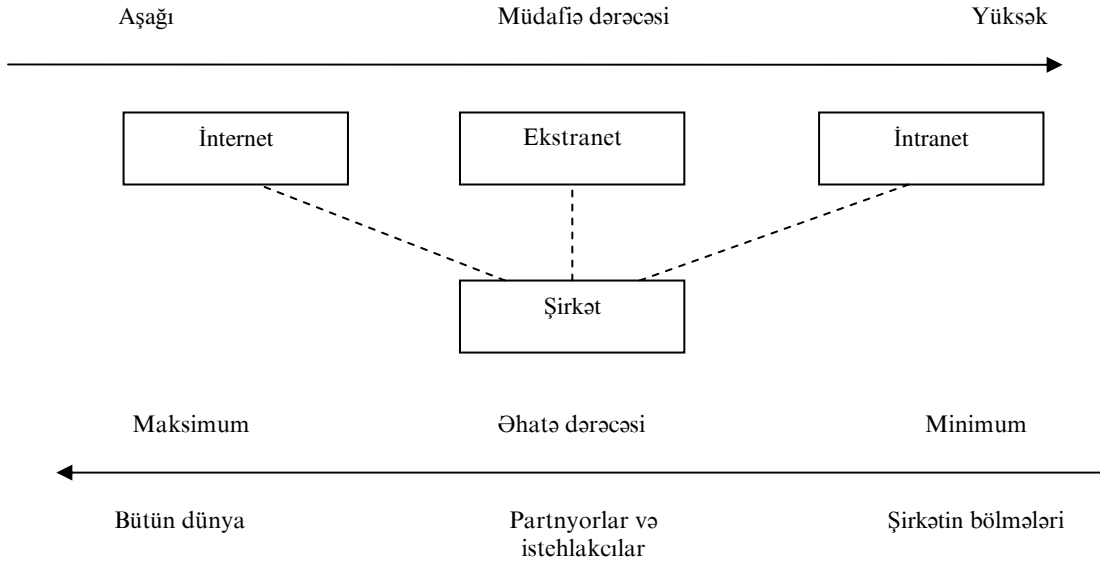 Aşağı Müdafiə dərəcəsi Yüksək
İnternet Ekstranet İntranet
Şirkət
Maksimum Əhatə dərəcəsi Minimum
Bütün dünya Partnyorlar və Şirkətin bölmələri
istehlakcılar